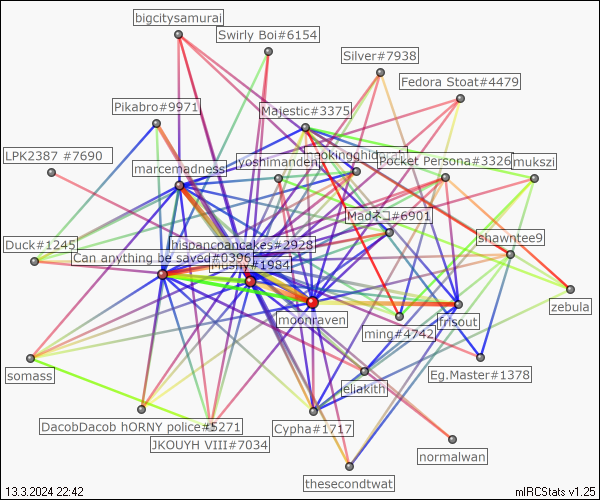 bigcitysamurai
Swirly Boi#6154
Silver#7938
Fedora Stoat#4479
Pikabro#9971
Majestic#3375
LPK2387 #7690
marcemadness
yoshimanden
Pocket Persona#3326
mukszi
Madネコ#6901
shawntee9
Duck#1245
hispancpancakes#2928
Can anything be saved#0396
#1984
moonraven
ming#4742
frisout
zebula
somass
eliakith
Eg.Master#1378
DacobDacob hORNY police#5271
Cypha#1717
JKOUYH VIII#7034
normalwan
thesecondtwat
13.3.2024 22:42
mIRCStats v1.25